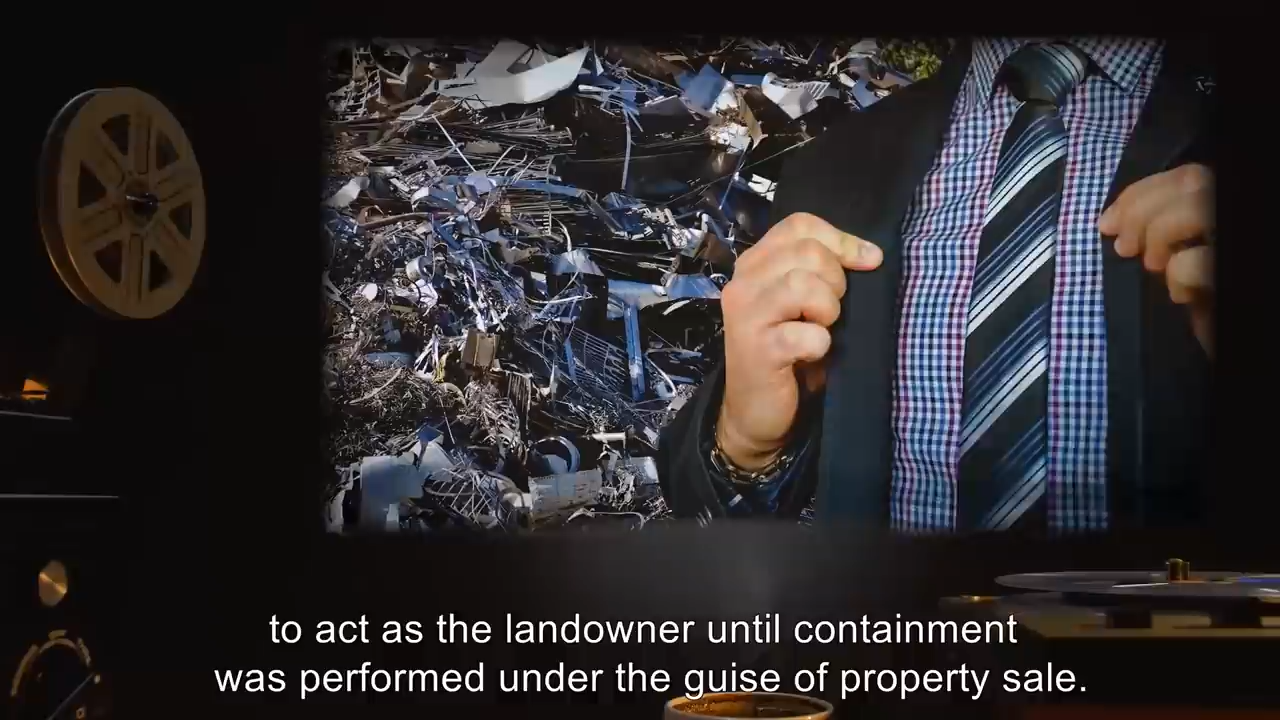 to act as the landowner until containment
was performed under the guise of property sale.